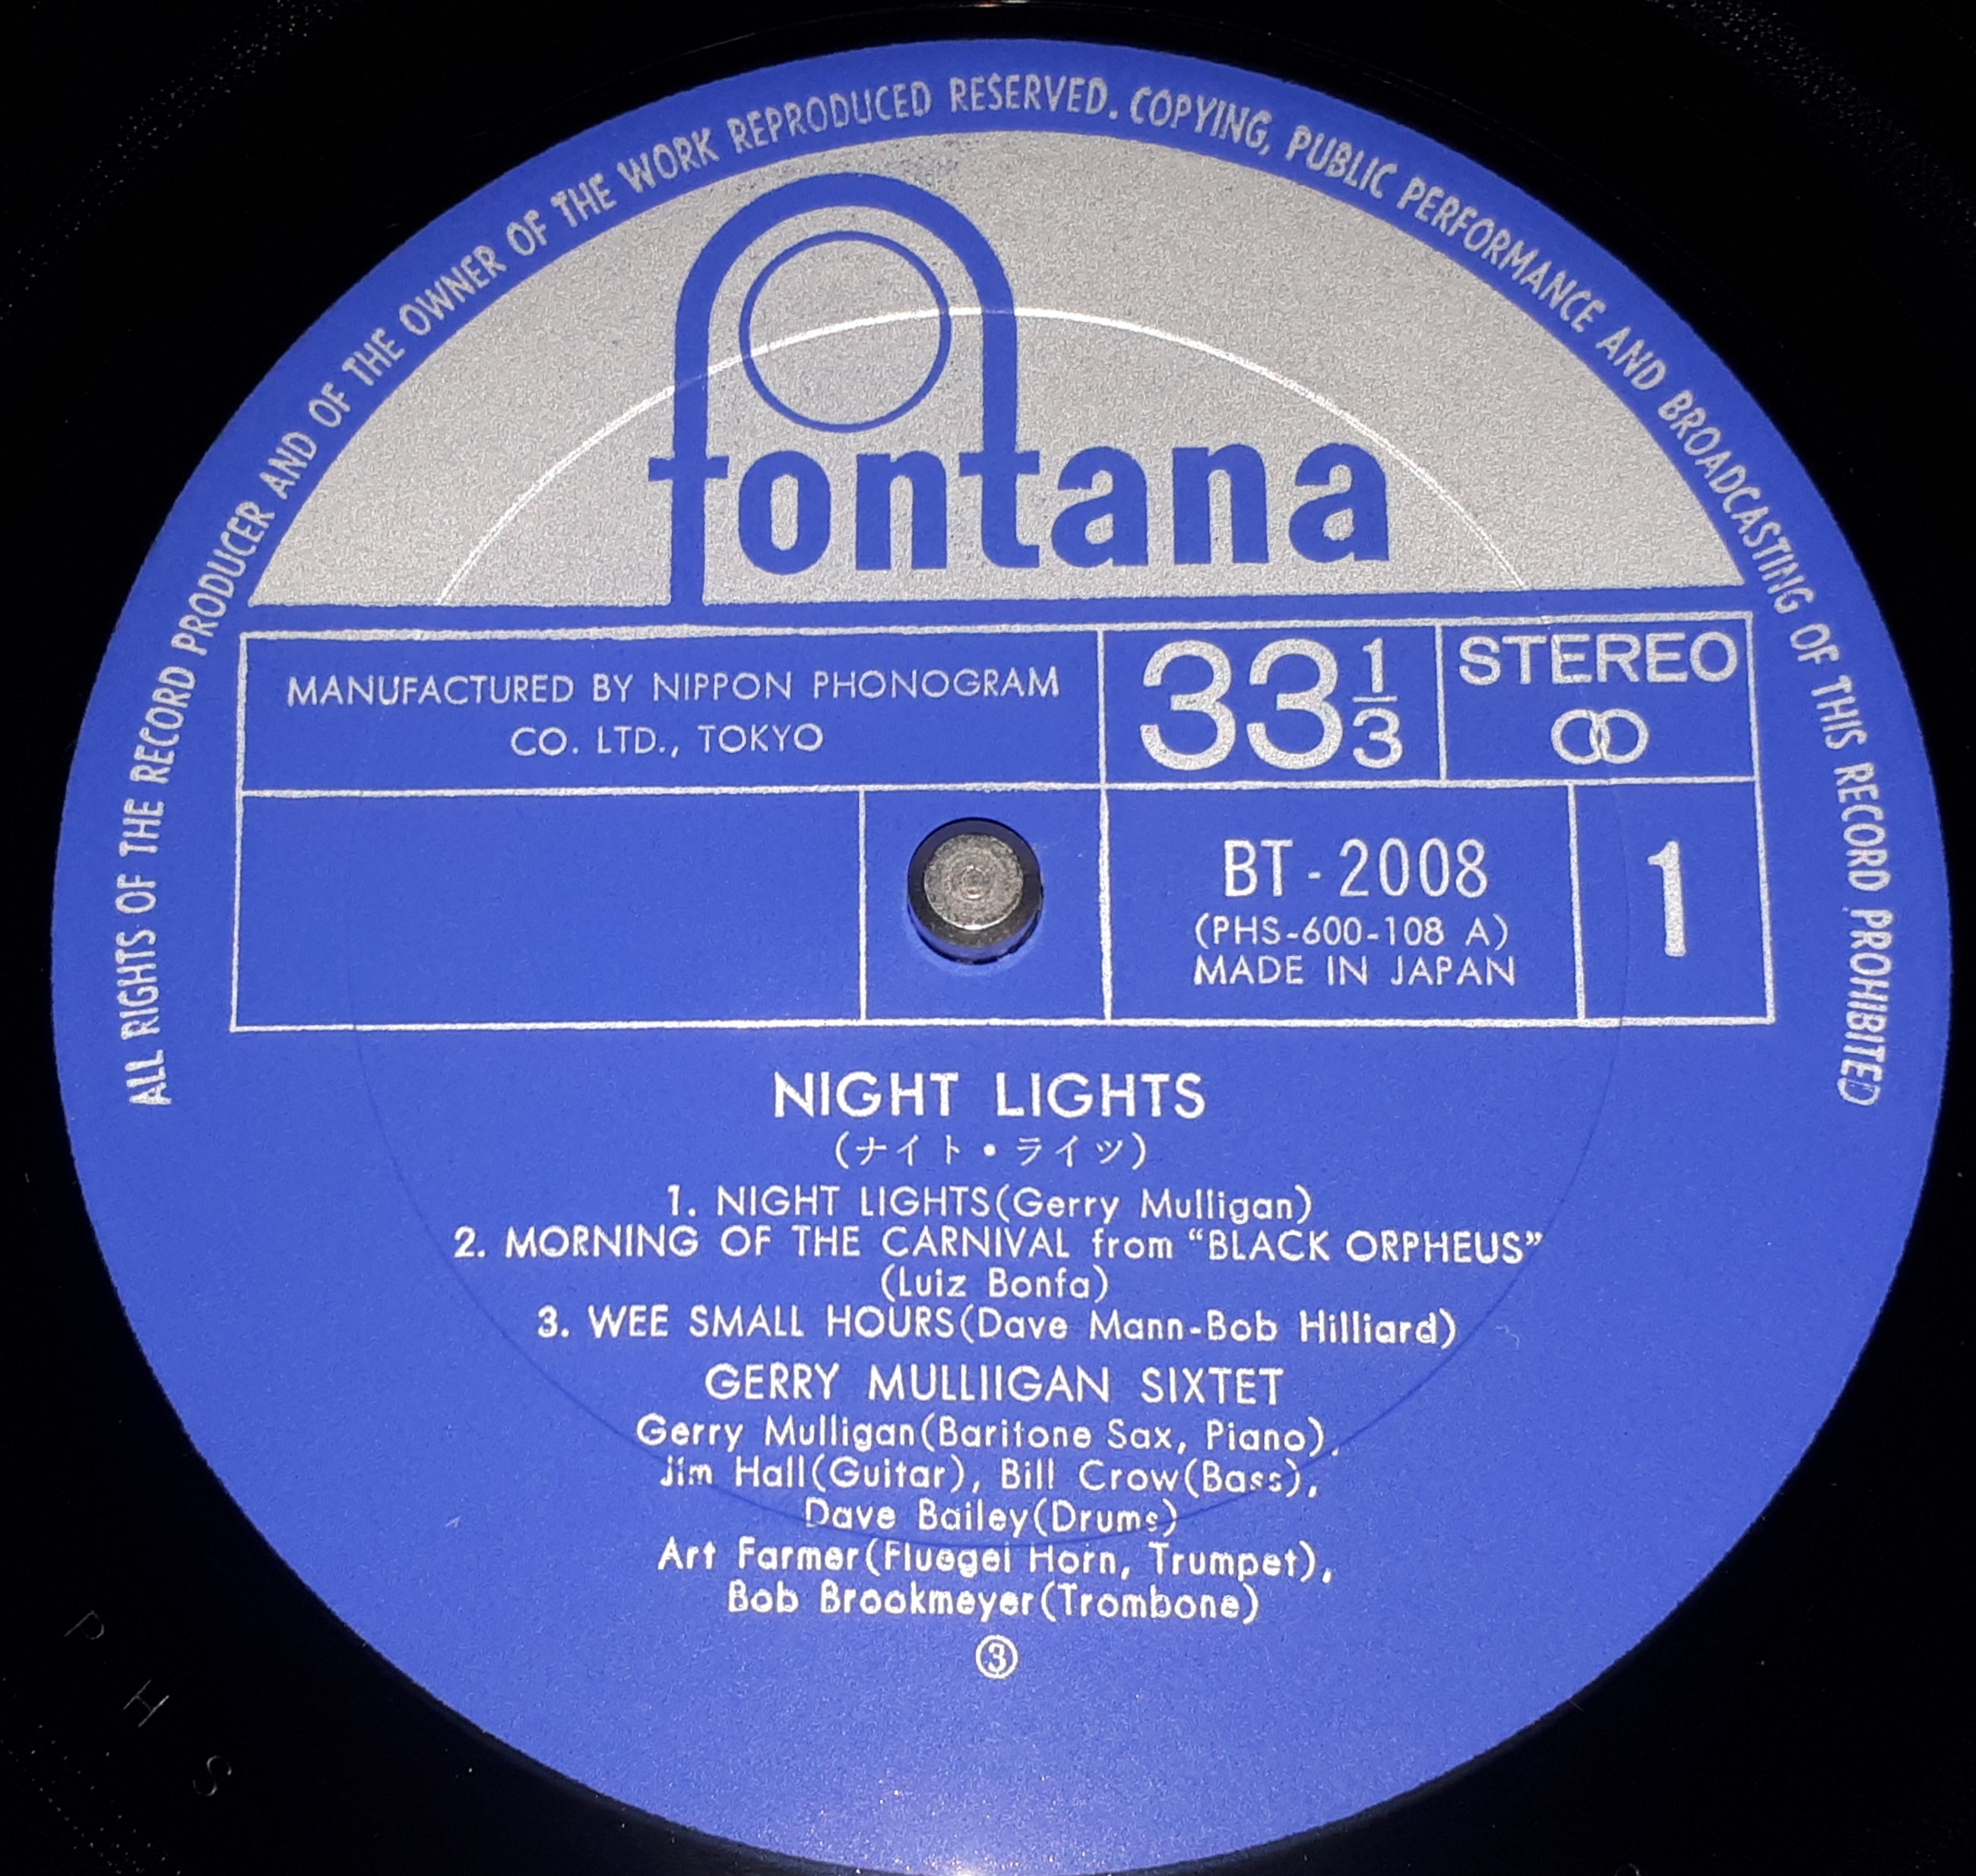 ALL RIGHTS OF THE RECORD PRODUCER AND OF THE OWNER OF THE WORK REPRODUCED RESERVED. COPYING, PUBLIC PERFORMANCE AND BROADCASTING OF THIS RECORD PROHIBITED
fontana
MANUFACTURED BY NIPPON PHONOGRAM
CO. LTD., TOKYO
33 1/3
STEREO
BT-2008
(PHS-600-108 A)
MADE IN JAPAN
1
NIGHT LIGHTS
(ナイト・ライツ)
1. NIGHT LIGHTS(Gerry Mulligan)
2. MORNING OF THE CARNIVAL from “BLACK ORPHEUS”
(Luiz Bonfa)
3. WEE SMALL HOURS(Dave Mann-Bob Hilliard)
GERRY MULLIIGAN SIXTET
Gerry Mulligan(Baritone Sax, Piano),
Jim Hall(Guitar), Bill Crow(Bass),
Dave Bailey(Drums)
Art Farmer(Fluegel Horn, Trumpet),
Bob Brookmeyer(Trombone)
③
P H S